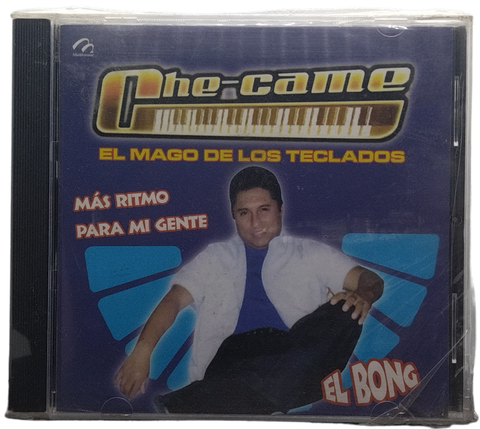 Che-came
EL MAGO DE LOS TECLADOS
MÁS RITMO
PARA MI GENTE
EL BONG